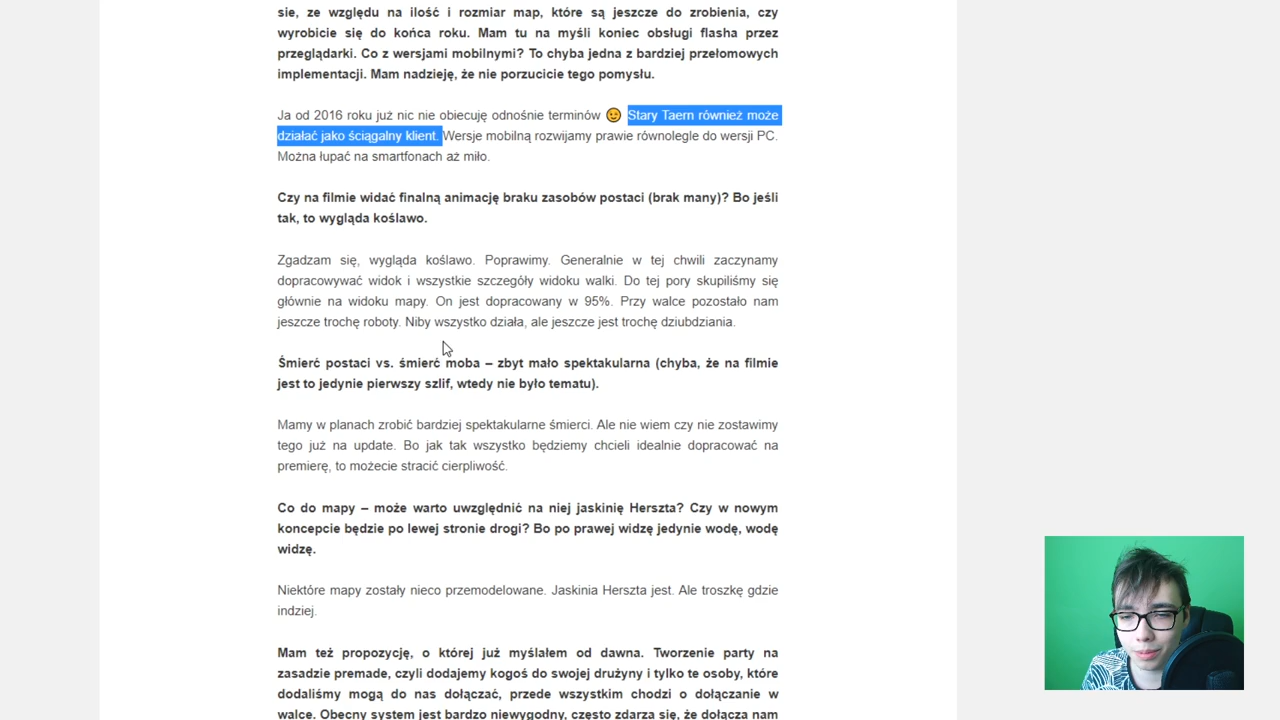 sie, ze względu na ilość i rozmiar map, które są jeszcze do zrobienia, czy
wyrobicie się do końca roku. Mam tu na myśli koniec obsługi flasha przez
przeglądarki. Co z wersjami mobilnymi? To chyba jedna z bardziej przełomowych
implementacji. Mam nadzieję, że nie porzucicie tego pomysłu.
Ja od 2016 roku już nic nie obiecuję odnośnie terminów 😉 Stary Taern również może
działać jako ściągalny klient. Wersje mobilną rozwijamy prawie równolegle do wersji PC.
Można łupać na smartfonach aż miło.
Czy na filmie widać finalną animację braku zasobów postaci (brak many)? Bo jeśli
tak, to wygląda koślawo.
Zgadzam się, wygląda koślawo. Poprawimy. Generalnie w tej chwili zaczynamy
dopracowywać widok i wszystkie szczegóły widoku walki. Do tej pory skupiliśmy się
głównie na widoku mapy. On jest dopracowany w 95%. Przy walce pozostało nam
jeszcze trochę roboty. Niby wszystko działa, ale jeszcze jest trochę dziubdziania.
Śmierć postaci vs. śmierć moba – zbyt mało spektakularna (chyba, że na filmie
jest to jedynie pierwszy szlif, wtedy nie było tematu).
Mamy w planach zrobić bardziej spektakularne śmierci. Ale nie wiem czy nie zostawimy
tego już na update. Bo jak tak wszystko będziemy chcieli idealnie dopracować na
premierę, to możecie stracić cierpliwość.
Co do mapy – może warto uwzględnić na niej jaskinię Herszta? Czy w nowym
koncepcie będzie po lewej stronie drogi? Bo po prawej widzę jedynie wodę, wodę
widzę.
Niektóre mapy zostały nieco przemodelowane. Jaskinia Herszta jest. Ale troszkę gdzie
indziej.
Mam też propozycję, o której już myślałem od dawna. Tworzenie party na
zasadzie premade, czyli dodajemy kogoś do swojej drużyny i tylko te osoby, które
dodaliśmy mogą do nas dołączać, przede wszystkim chodzi o dołączanie w
walce. Obecny system jest bardzo niewygodny, często zdarza się, że dołącza nam